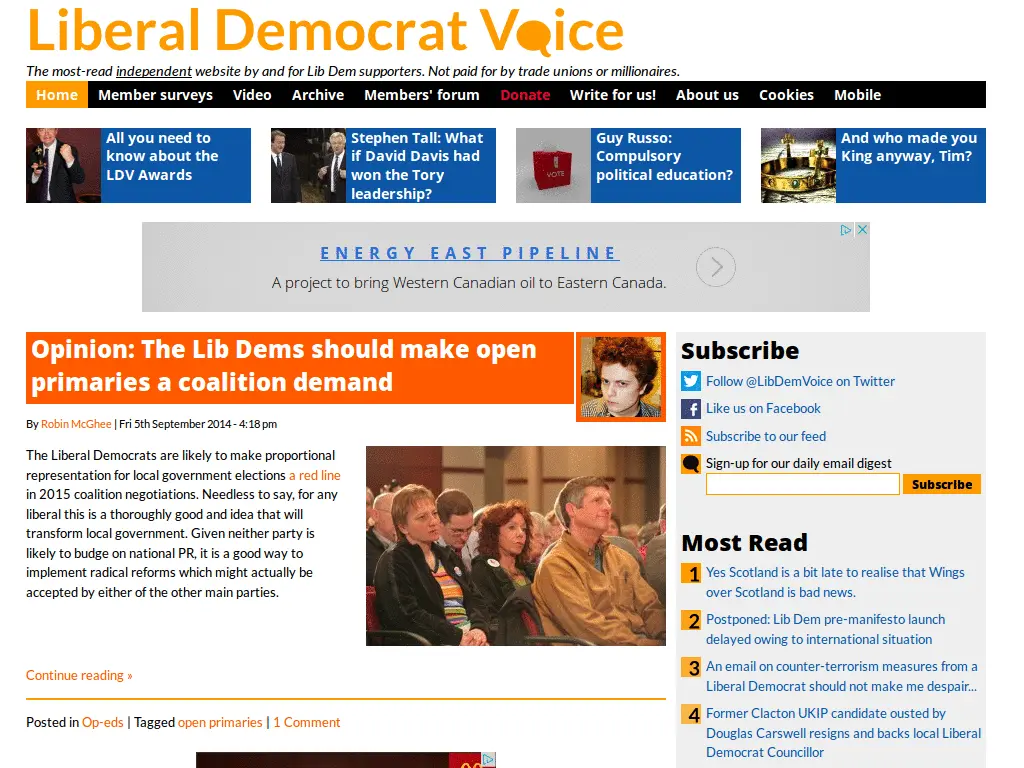 Liberal Democrat Voice
The most-read independent website by and for Lib Dem supporters. Not paid for by trade unions or millionaires.
Home Member surveys Video Archive Members' forum Donate Write for us! About us Cookies Mobile
All you need to
know about the
LDV Awards
Stephen Tall: What
if David Davis had
won the Tory
leadership?
VOTE
Guy Russo:
Compulsory
political education?
And who made you
King anyway, Tim?
ENERGY EAST PIPELINE
A project to bring Western Canadian oil to Eastern Canada.
Opinion: The Lib Dems should make open
primaries a coalition demand
By Robin McGhee | Fri 5th September 2014 - 4:18 pm
The Liberal Democrats are likely to make proportional
representation for local government elections a red line
in 2015 coalition negotiations. Needless to say, for any
liberal this is a thoroughly good and idea that will
transform local government. Given neither party is
likely to budge on national PR, it is a good way to
implement radical reforms which might actually be
accepted by either of the other main parties.
Continue reading »
Posted in Op-eds | Tagged open primaries | 1 Comment
Subscribe
Follow @LibDemVoice on Twitter
Like us on Facebook
Subscribe to our feed
Sign-up for our daily email digest
Subscribe
Most Read
1 Yes Scotland is a bit late to realise that Wings
over Scotland is bad news.
2 Postponed: Lib Dem pre-manifesto launch
delayed owing to international situation
3 An email on counter-terrorism measures from a
Liberal Democrat should not make me despair...
4 Former Clacton UKIP candidate ousted by
Douglas Carswell resigns and backs local Liberal
Democrat Councillor